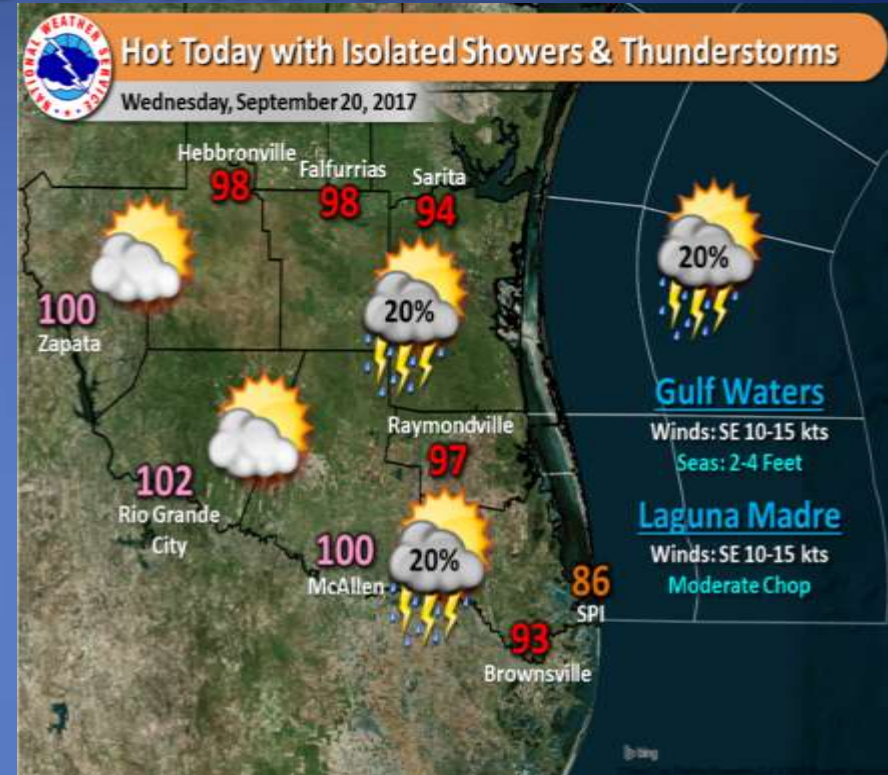 NATIONAL WEATHER SERVICE
Hot Today with Isolated Showers & Thunderstorms
Wednesday, September 20, 2017
Hebbronville
98
Falfurrias
98
Sarita
94
20%
100
Zapata
20%
Gulf Waters
Winds: SE 10-15 kts
Seas: 2-4 Feet
Raymondville
97
102
Rio Grande
City
Laguna Madre
Winds: SE 10-15 kts
Moderate Chop
100
McAllen
20%
86
SPI
93
Brownsville
bing